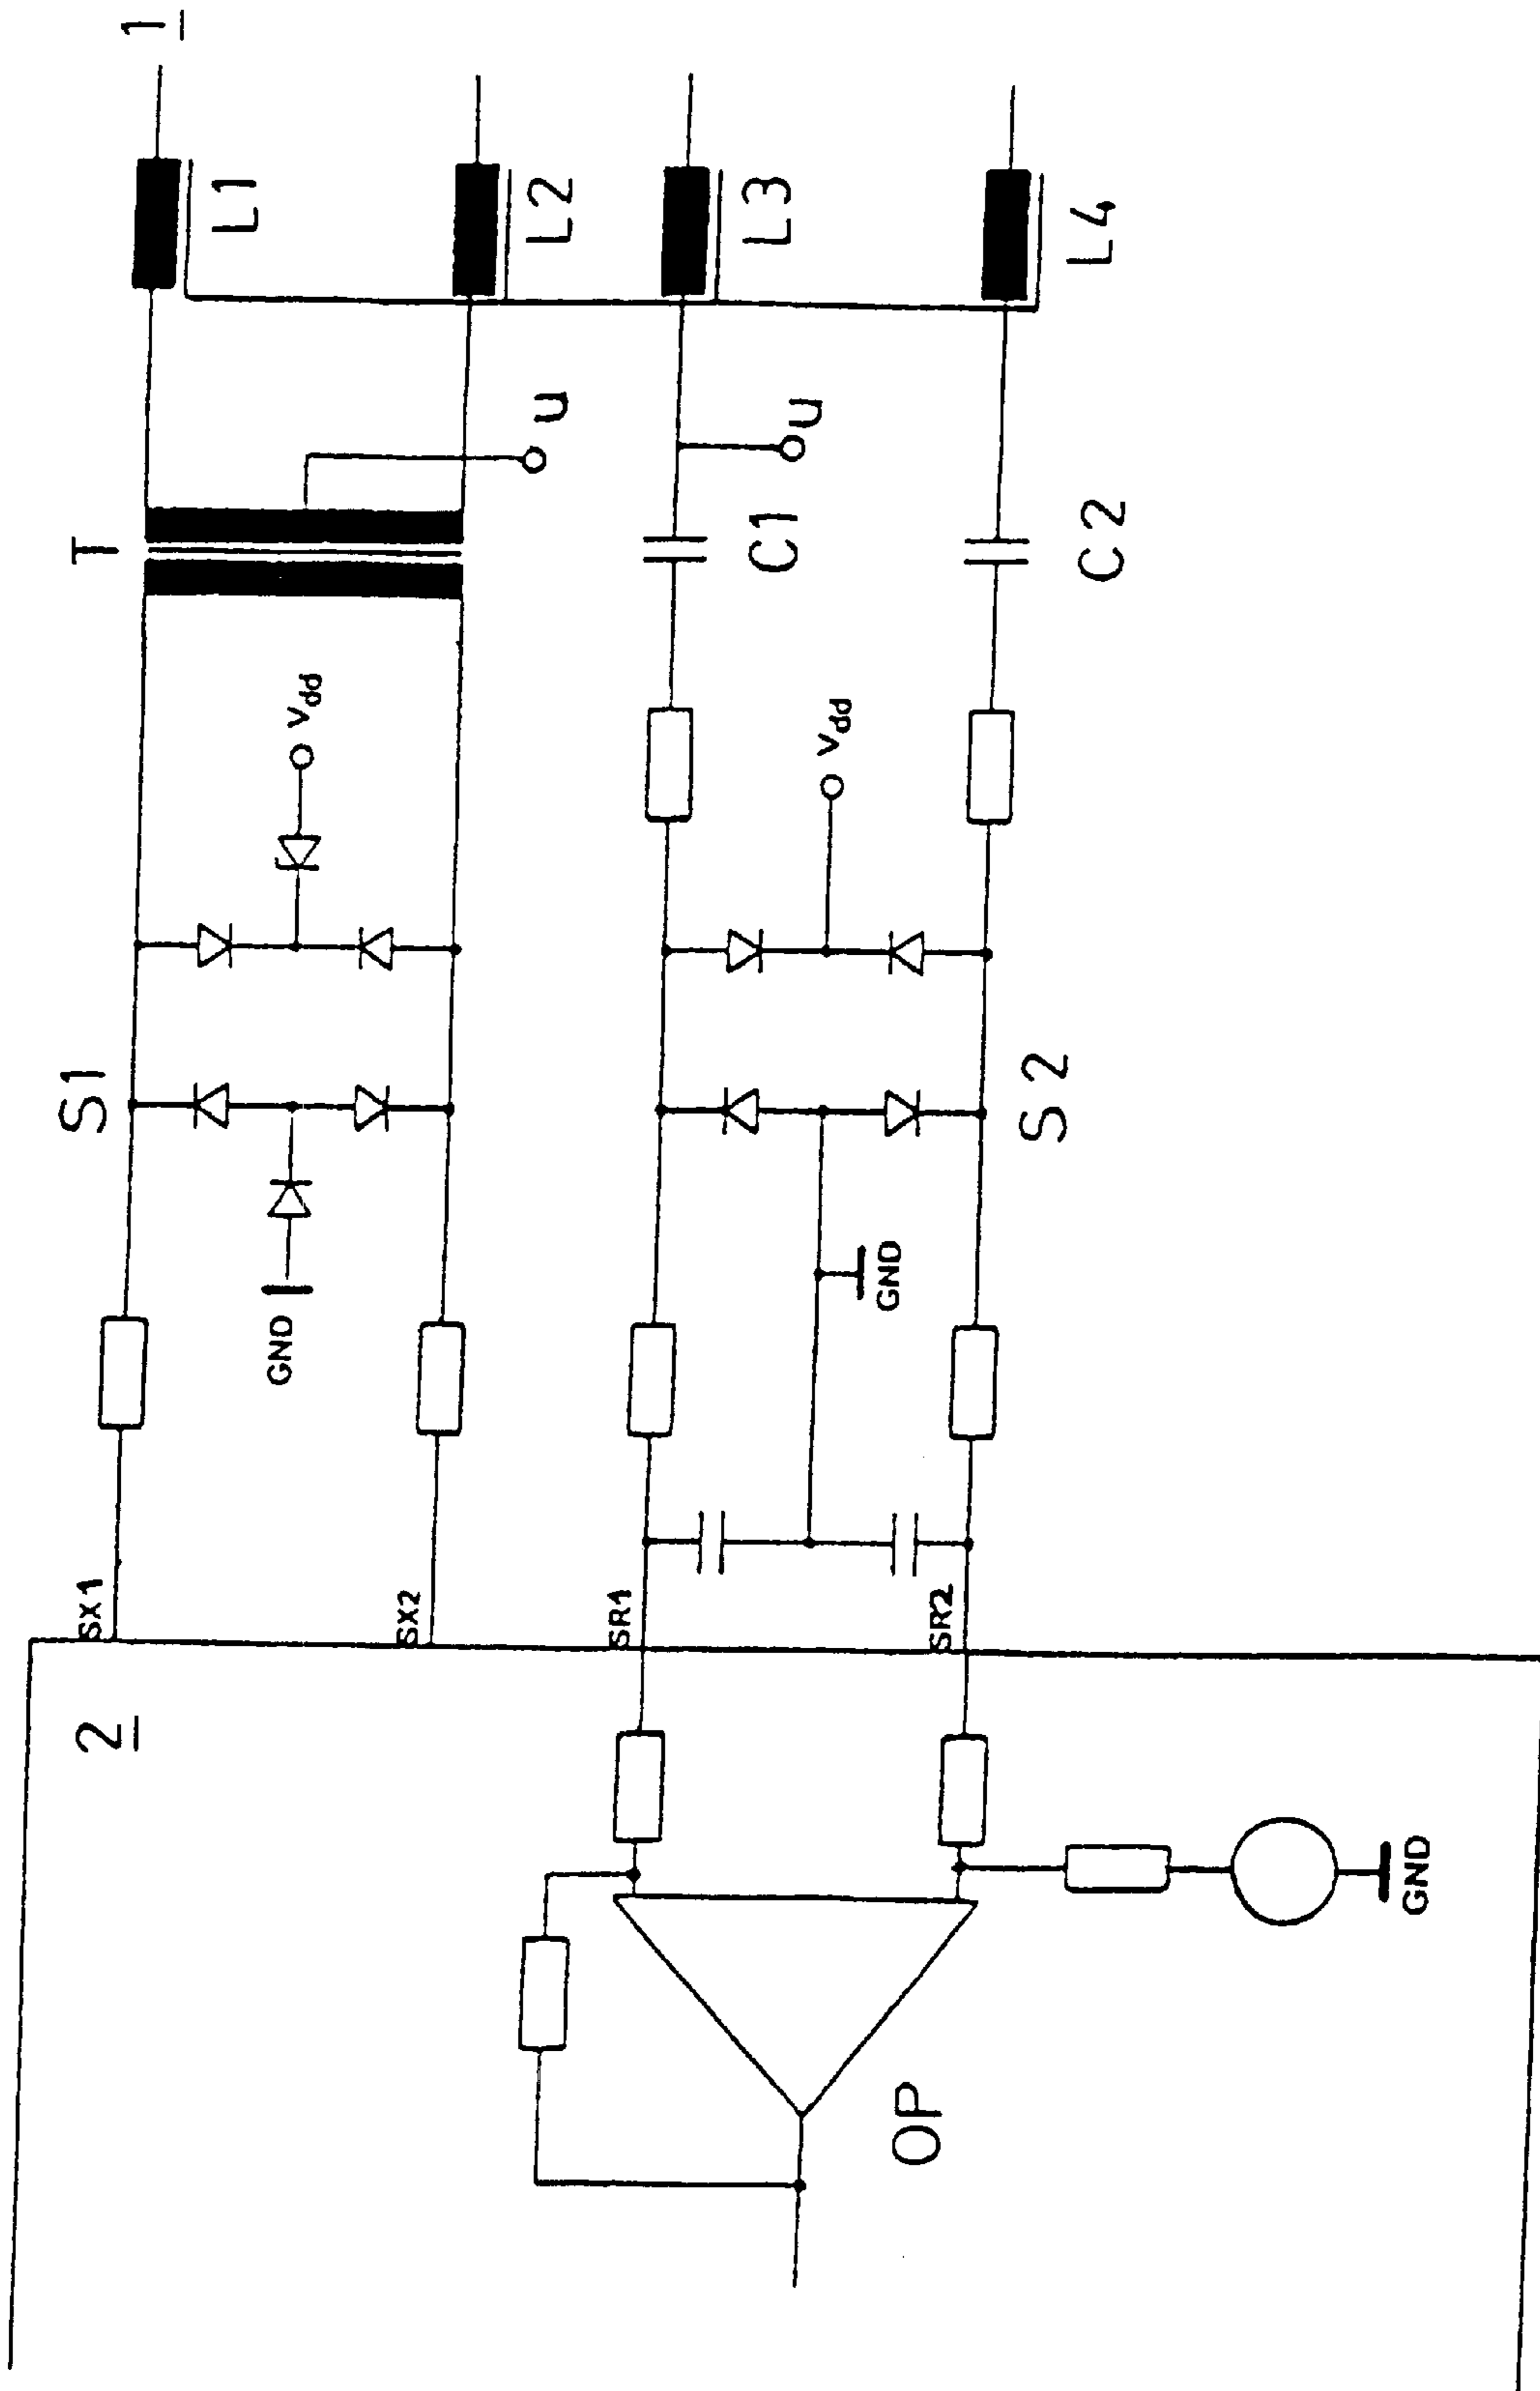 1
L1
L2
L3
L4
T
u
u
C1
C2
Vdd
Vdd
S1
S2
GND
GND
SX1
SX2
SR1
SR2
2
OP
GND